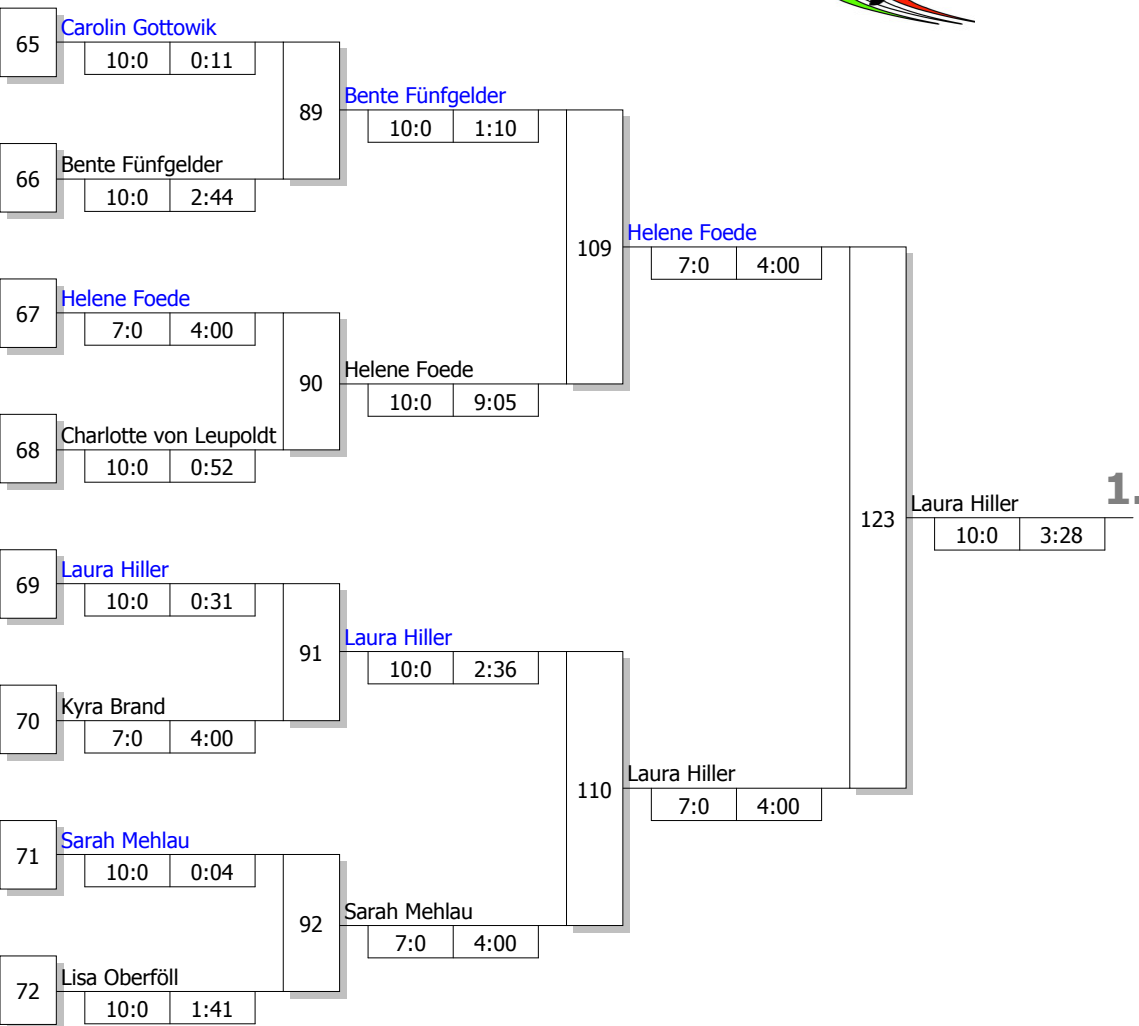 65
Carolin Gottowik
10:0 0:11
89
Bente Fünfgelder
10:0 1:10
66
Bente Fünfgelder
10:0 2:44
109
Helene Foede
7:0 4:00
67
Helene Foede
7:0 4:00
90
Helene Foede
10:0 9:05
68
Charlotte von Leupoldt
10:0 0:52
123
Laura Hiller
1.
10:0 3:28
69
Laura Hiller
10:0 0:31
91
Laura Hiller
10:0 2:36
70
Kyra Brand
7:0 4:00
110
Laura Hiller
7:0 4:00
71
Sarah Mehlau
10:0 0:04
92
Sarah Mehlau
7:0 4:00
72
Lisa Oberföll
10:0 1:41